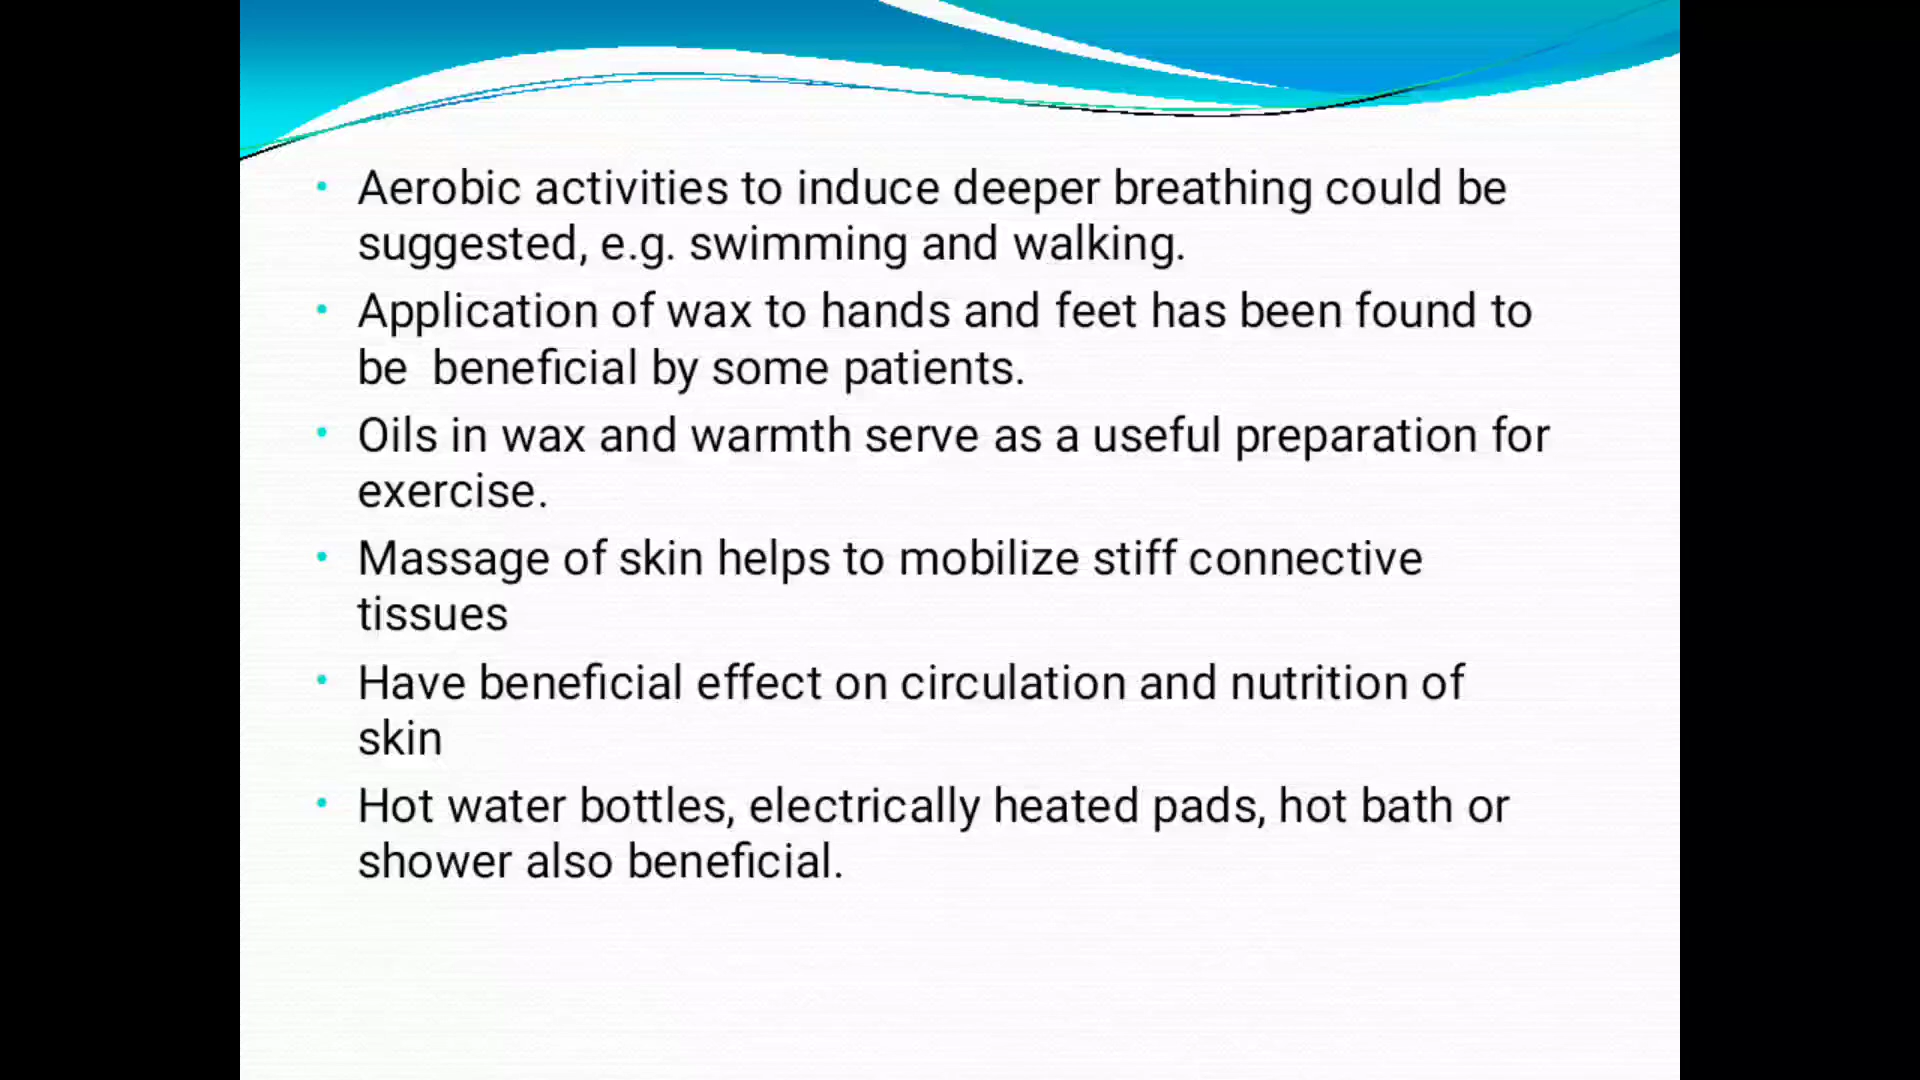 • Aerobic activities to induce deeper breathing could be
suggested, e.g. swimming and walking.
• Application of wax to hands and feet has been found to
be  beneficial by some patients.
• Oils in wax and warmth serve as a useful preparation for
exercise.
• Massage of skin helps to mobilize stiff connective
tissues
• Have beneficial effect on circulation and nutrition of
skin
• Hot water bottles, electrically heated pads, hot bath or
shower also beneficial.